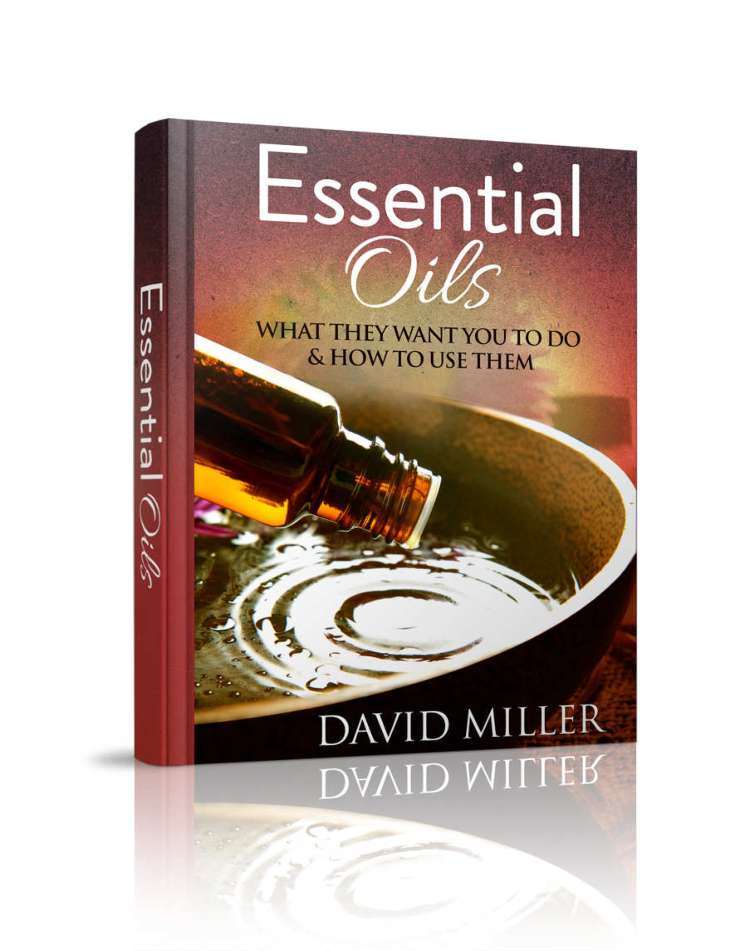 Essential
Oils
WHAT THEY WANT YOU TO DO
& HOW TO USE THEM
DAVID MILLER
Essential Oils
DAVID MILLER